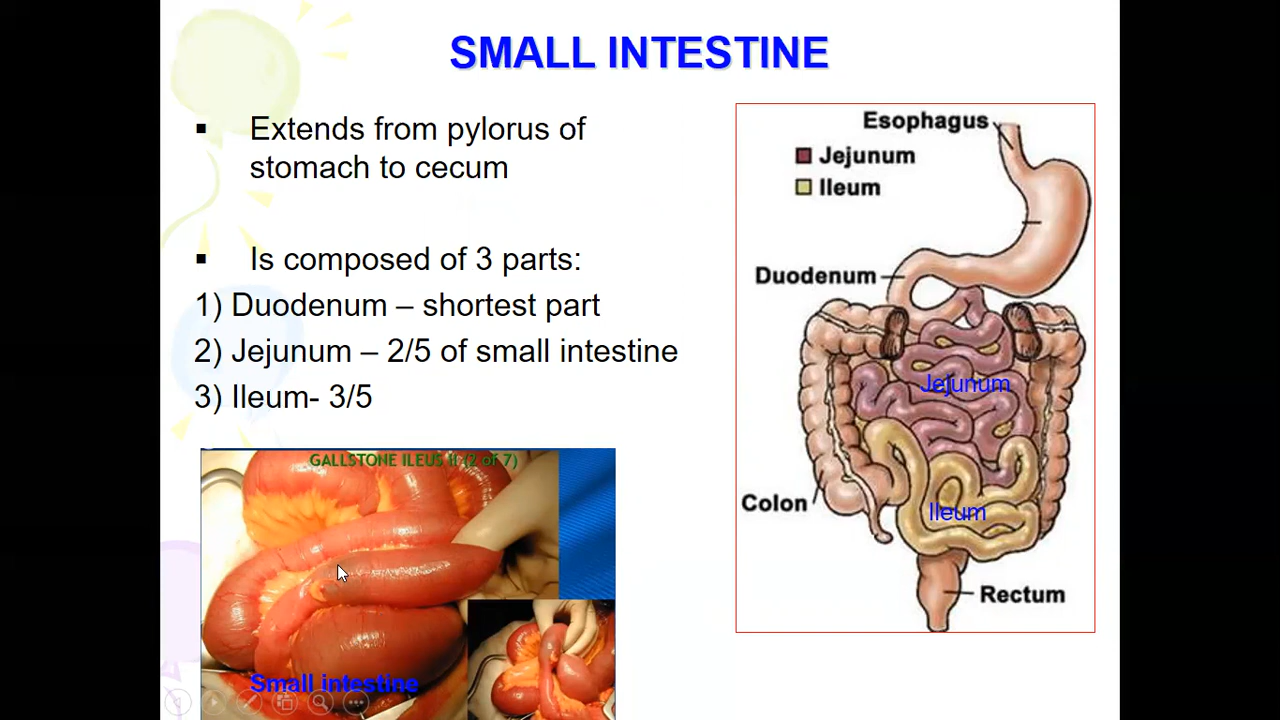 SMALL INTESTINE
▪ Extends from pylorus of
stomach to cecum
▪ Is composed of 3 parts:
1) Duodenum – shortest part
2) Jejunum – 2/5 of small intestine
3) Ileum- 3/5
GALLSTONE ILEUS II (2 of 7)
Small intestine
Esophagus
Jejunum
Ileum
Duodenum
Jejunum
Colon
Ileum
Rectum